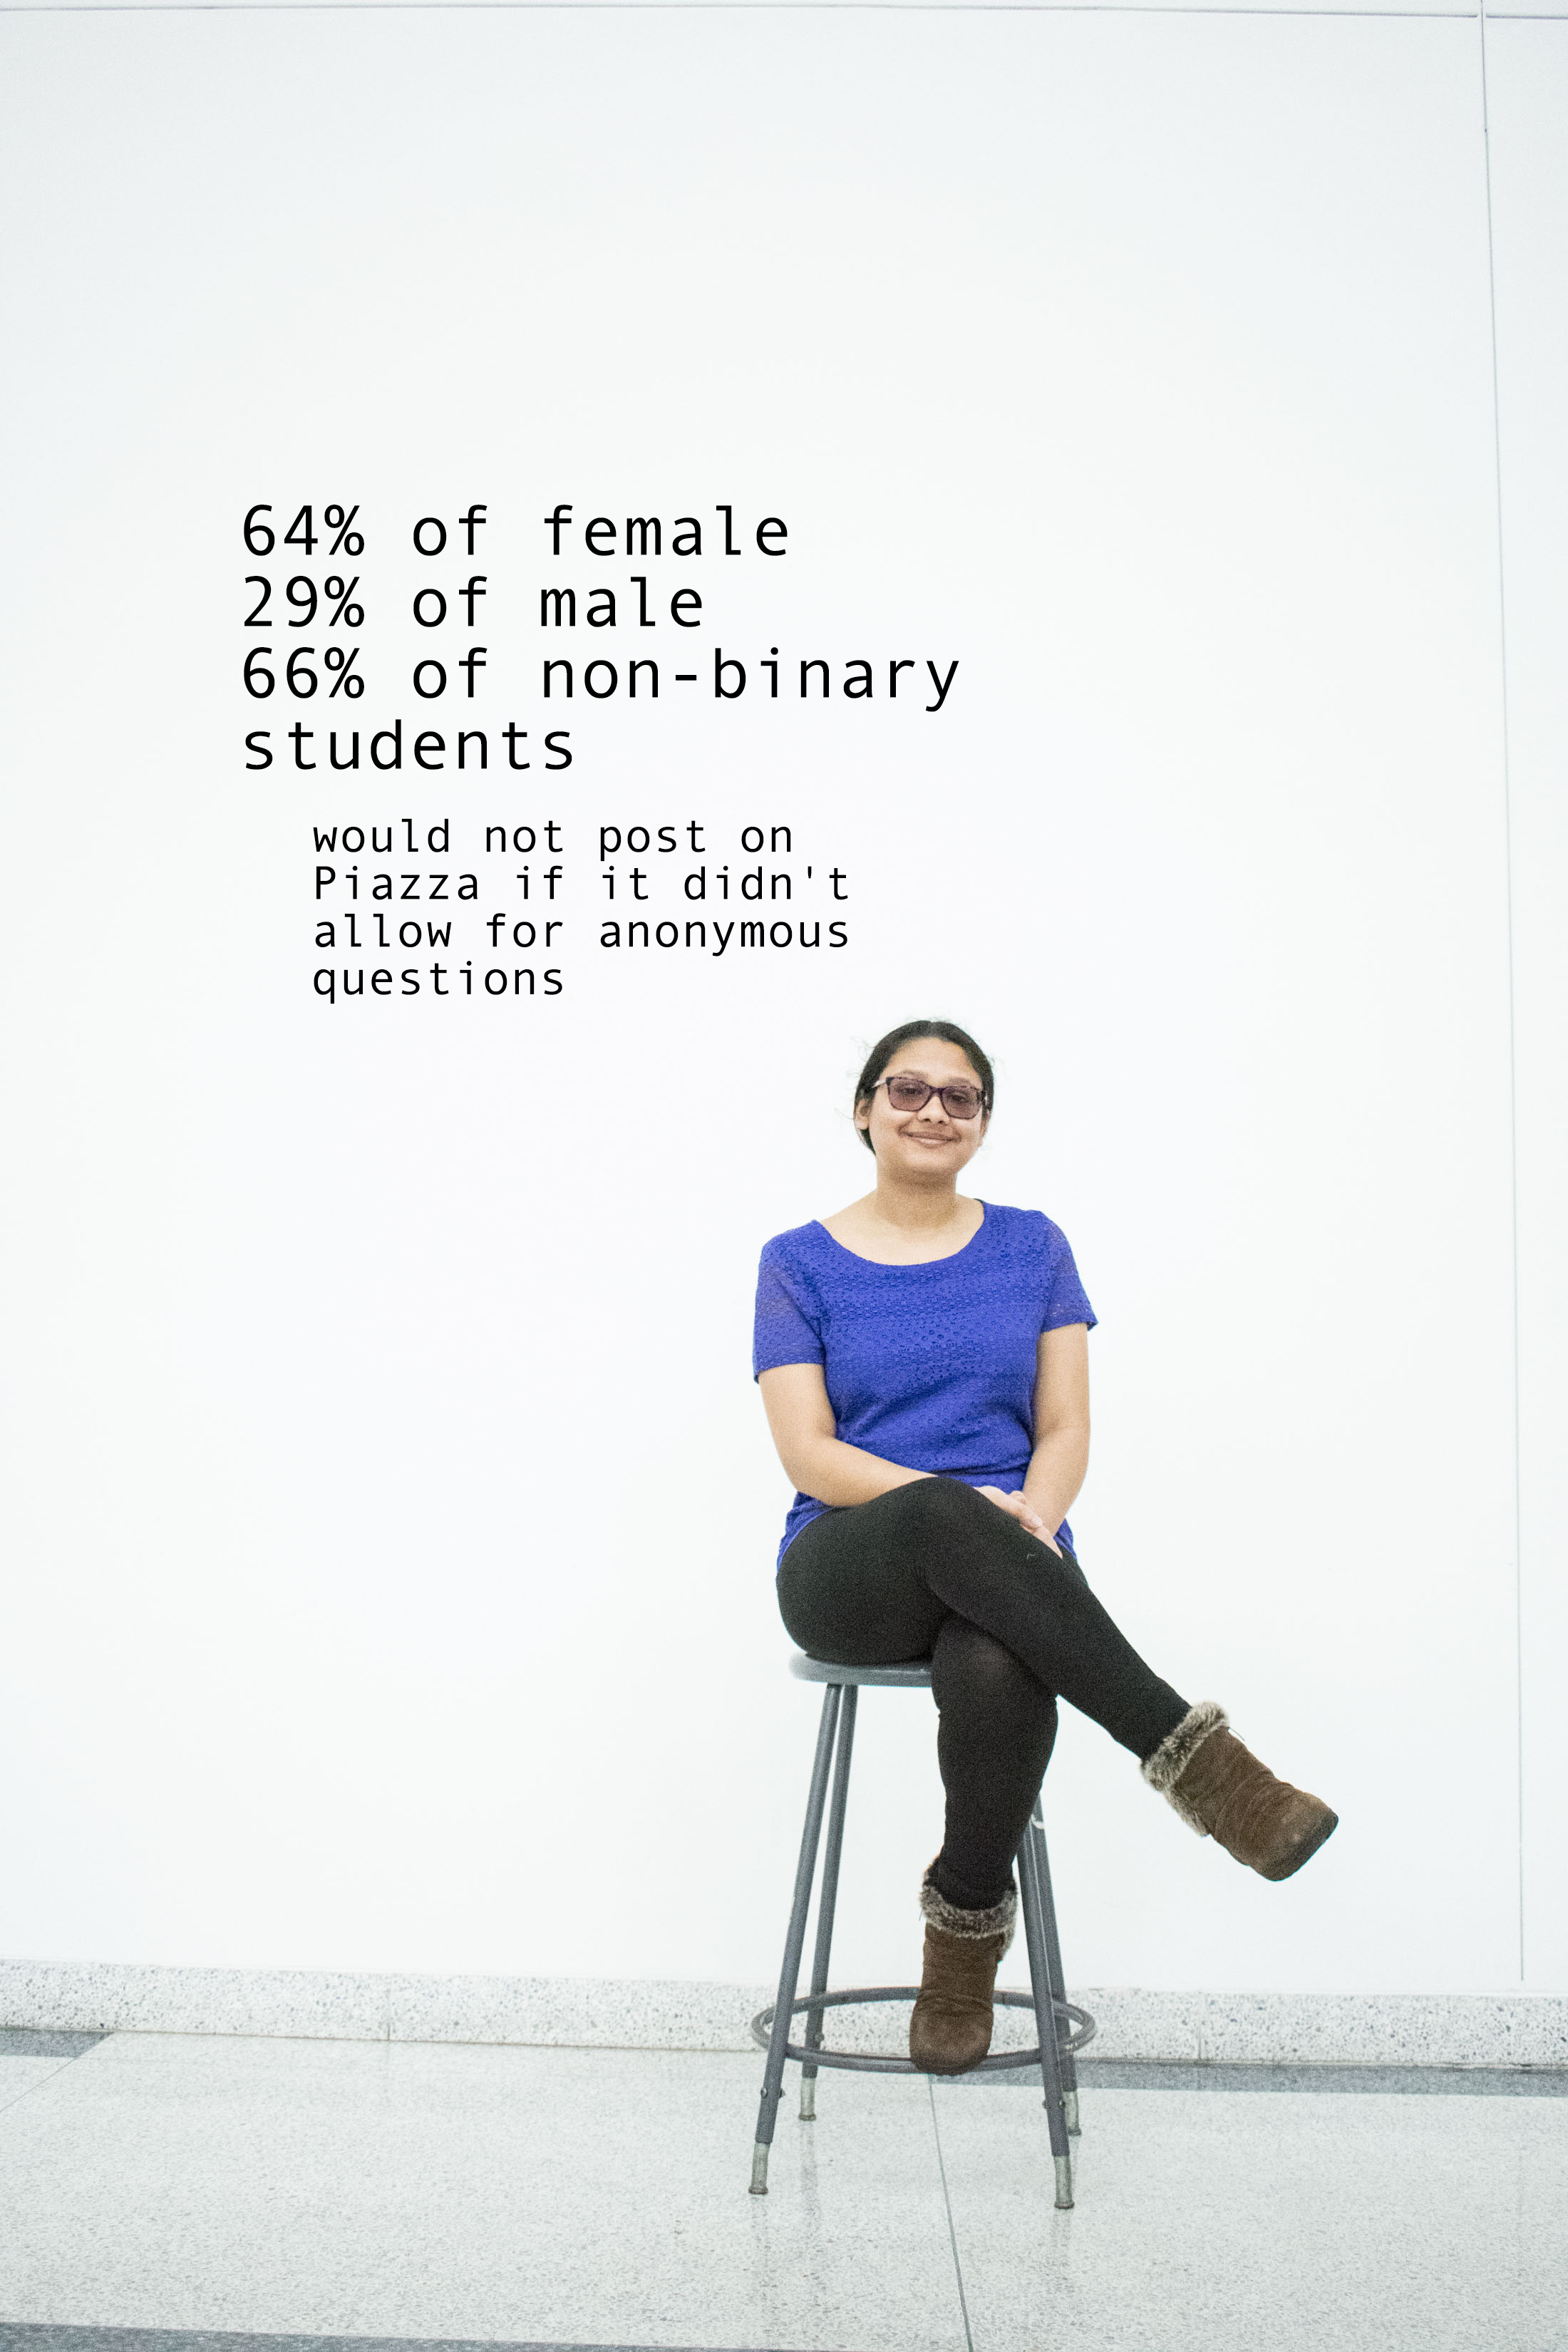 64% of female
29% of male
66% of non-binary
students
would not post on
Piazza if it didn't
allow for anonymous
questions